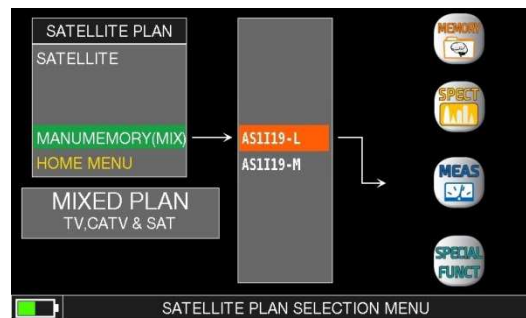 SATELLITE PLAN
SATELLITE
MANUMEMORY(MIX)
HOME MENU
MIXED PLAN
TV,CATV & SAT
AS1I19-L
AS1I19-M
MEMORY
SPECT
MEAS
SPECIAL
FUNCT
SATELLITE PLAN SELECTION MENU